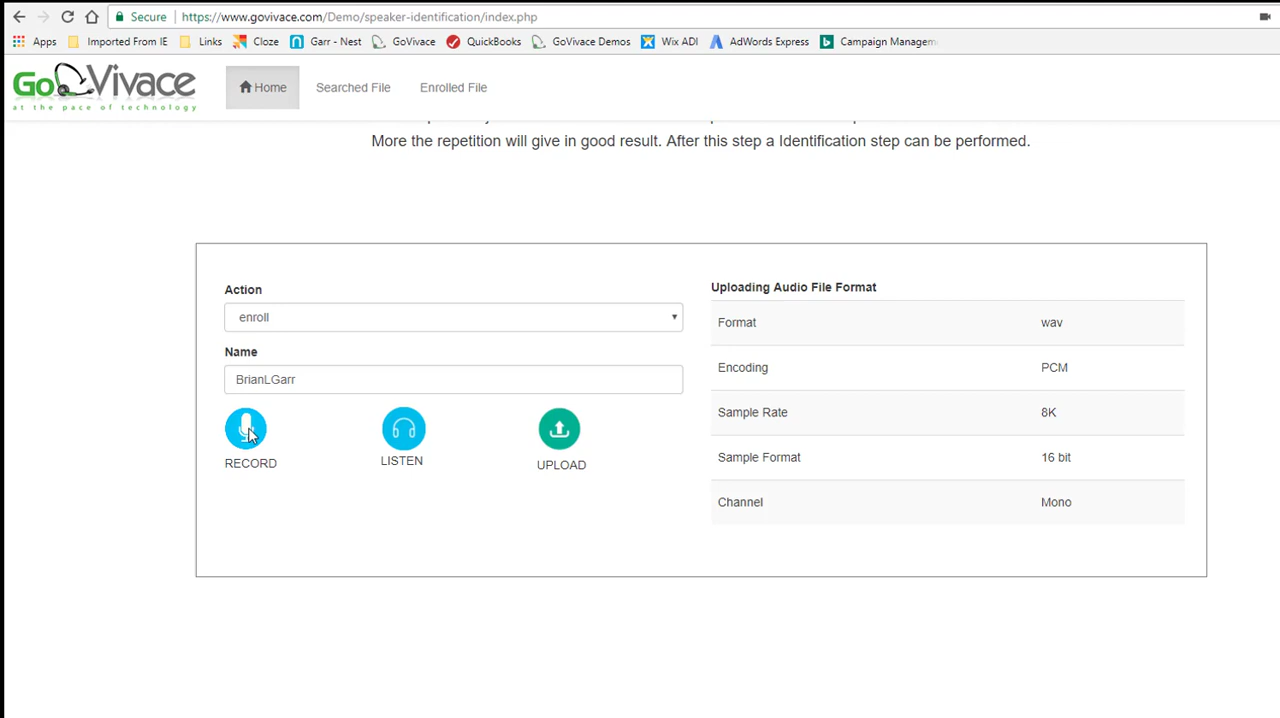 Secure https://www.govivace.com/Demo/speaker-identification/index.php
Apps Imported From IE Links Cloze Garr - Nest GoVivace QuickBooks GoVivace Demos Wix ADI AdWords Express Campaign Managem
GoVivace Home Searched File Enrolled File
at the pace of technology
More the repetition will give in good result. After this step a Identification step can be performed.
Action
enroll
Name
BrianLGarr
RECORD LISTEN UPLOAD
Uploading Audio File Format
Format wav
Encoding PCM
Sample Rate 8K
Sample Format 16 bit
Channel Mono